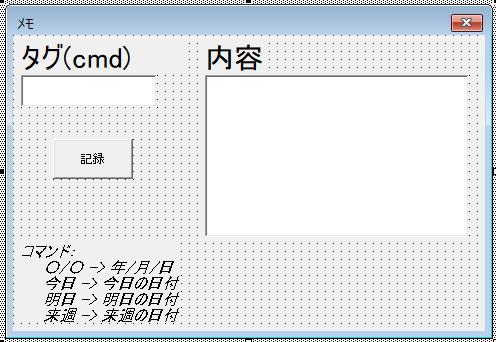 メモ
タグ(cmd)
内容
記録
コマンド:
〇/〇 -> 年/月/日
今日 -> 今日の日付
明日 -> 明日の日付
来週 -> 来週の日付